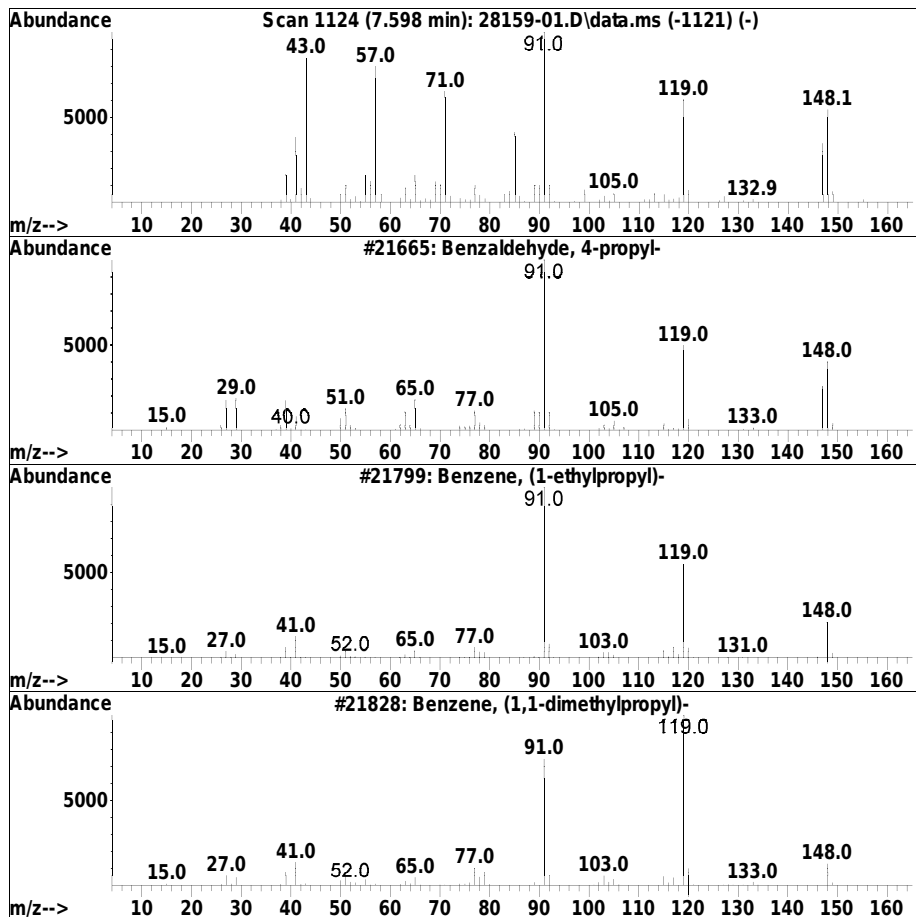 Abundance Scan 1124 (7.598 min): 28159-01.D\data.ms (-1121) (-)
91.0
43.0
57.0
71.0
119.0
148.1
5000
105.0 132.9
m/z--> 10 20 30 40 50 60 70 80 90 100 110 120 130 140 150 160
Abundance #21665: Benzaldehyde, 4-propyl-
91.0
119.0
5000
148.0
29.0 51.0 65.0 77.0
15.0 40.0 105.0 133.0
m/z--> 10 20 30 40 50 60 70 80 90 100 110 120 130 140 150 160
Abundance #21799: Benzene, (1-ethylpropyl)-
91.0
119.0
5000
148.0
41.0
15.0 27.0 52.0 65.0 77.0 103.0 131.0
m/z--> 10 20 30 40 50 60 70 80 90 100 110 120 130 140 150 160
Abundance #21828: Benzene, (1,1-dimethylpropyl)-
119.0
91.0
5000
148.0
41.0 77.0
15.0 27.0 52.0 65.0 103.0 133.0
m/z--> 10 20 30 40 50 60 70 80 90 100 110 120 130 140 150 160